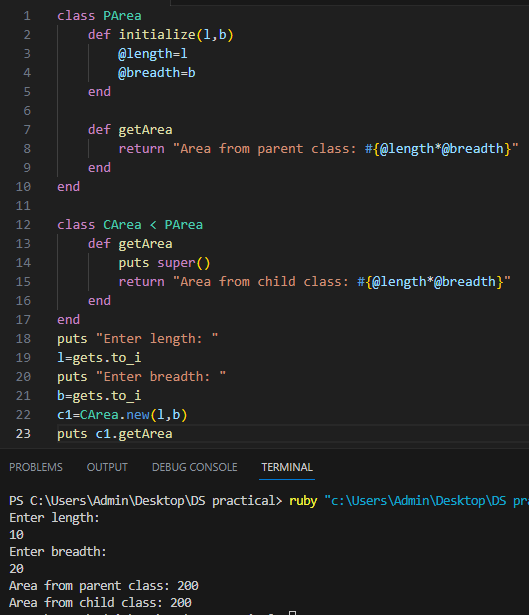 1 class PArea
2     def initialize(l,b)
3         @length=l
4         @breadth=b
5     end
6
7     def getArea
8         return "Area from parent class: #{@length*@breadth}"
9     end
10 end
11
12 class CArea < PArea
13     def getArea
14         puts super()
15         return "Area from child class: #{@length*@breadth}"
16     end
17 end
18 puts "Enter length: "
19 l=gets.to_i
20 puts "Enter breadth: "
21 b=gets.to_i
22 c1=CArea.new(l,b)
23 puts c1.getArea
PROBLEMS OUTPUT DEBUG CONSOLE TERMINAL
PS C:\Users\Admin\Desktop\DS practical> ruby "c:\Users\Admin\Desktop\DS pr
Enter length:
10
Enter breadth:
20
Area from parent class: 200
Area from child class: 200